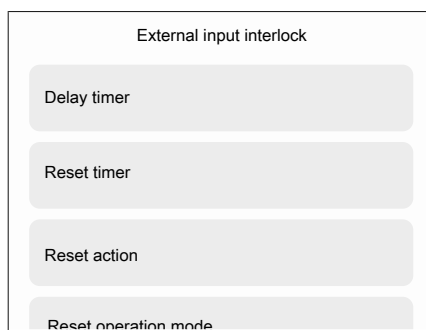 External input interlock
Delay timer
Reset timer
Reset action
Reset operation mode